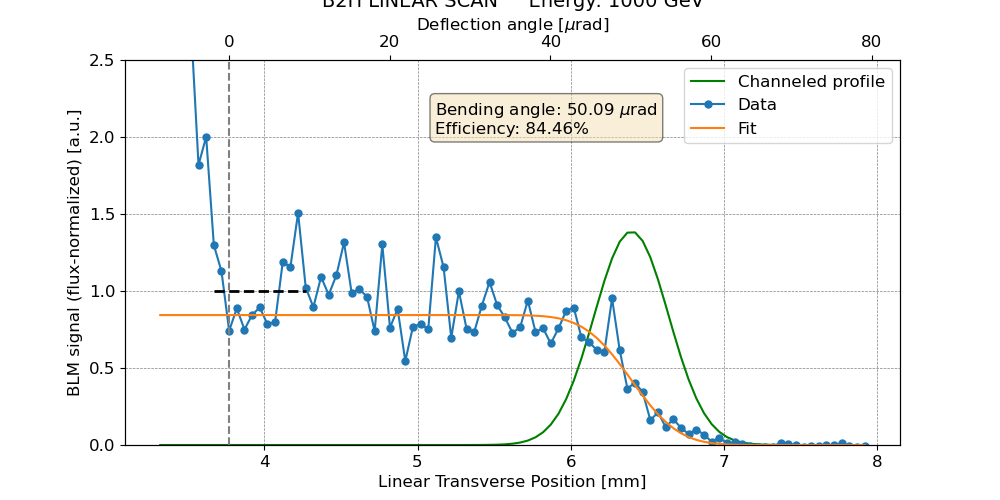 B2H LINEAR SCAN Energy: 1000 GeV
Deflection angle [μrad]
0 20 40 60 80
2.5
2.0
1.5
1.0
0.5
0.0
BLM signal (flux-normalized) [a.u.]
Bending angle: 50.09 μrad
Efficiency: 84.46%
Channeled profile
Data
Fit
4 5 6 7 8
Linear Transverse Position [mm]